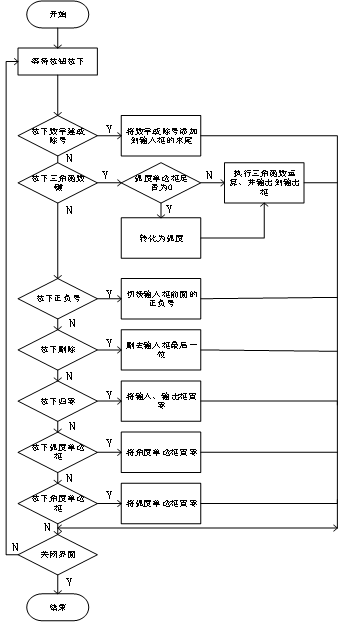 开始
等待按钮按下
按下数字键或
除号
Y
将数字或除号添加
到输入框的末尾
N
按下三角函数
键
Y
弧度单选框是
否为0
N
执行三角函数运
算、并输出到输出
框
N
Y
转化为弧度
按下正负号
Y
切换输入框前面的
正负号
N
按下删除
Y
删去输入框最后一
位
N
按下归零
Y
将输入、输出框置
零
N
按下弧度单选
框
Y
将角度单选框置零
N
按下角度单选
框
Y
将弧度单选框置零
N
N
关闭界面
Y
结束